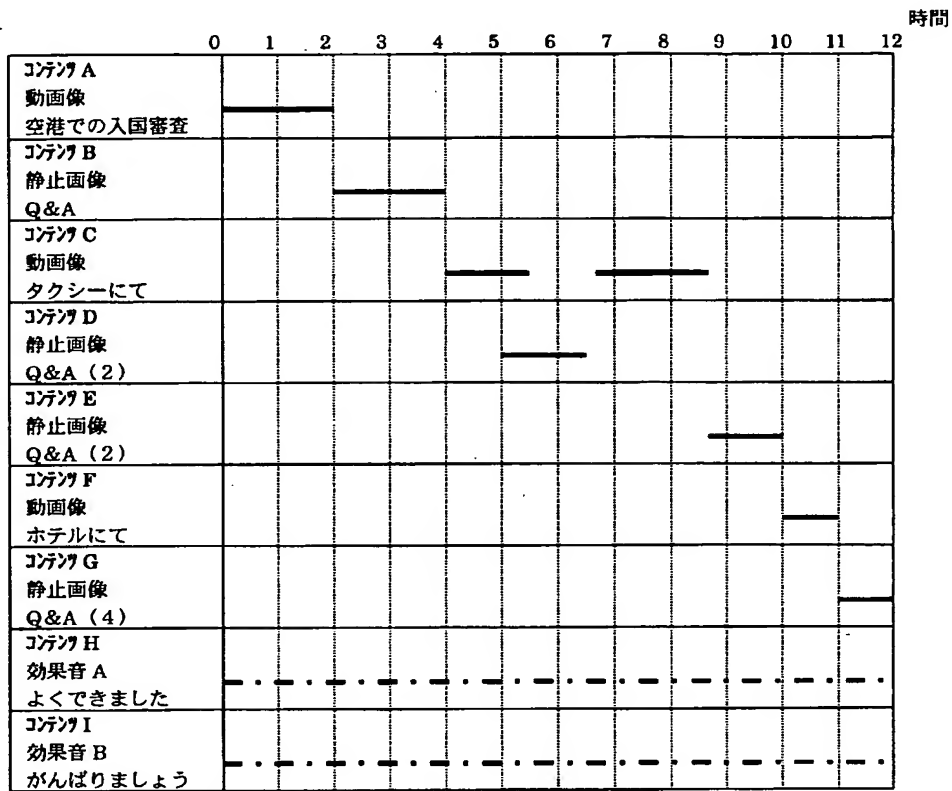 時間
0 1 2 3 4 5 6 7 8 9 10 11 12
ｺﾝﾃﾝﾂ A
動画像
空港での入国審査
ｺﾝﾃﾝﾂ B
静止画像
Q&A
ｺﾝﾃﾝﾂ C
動画像
タクシーにて
ｺﾝﾃﾝﾂ D
静止画像
Q&A（2）
ｺﾝﾃﾝﾂ E
静止画像
Q&A（2）
ｺﾝﾃﾝﾂ F
動画像
ホテルにて
ｺﾝﾃﾝﾂ G
静止画像
Q&A（4）
ｺﾝﾃﾝﾂ H
効果音 A
よくできました
ｺﾝﾃﾝﾂ I
効果音 B
がんばりましょう